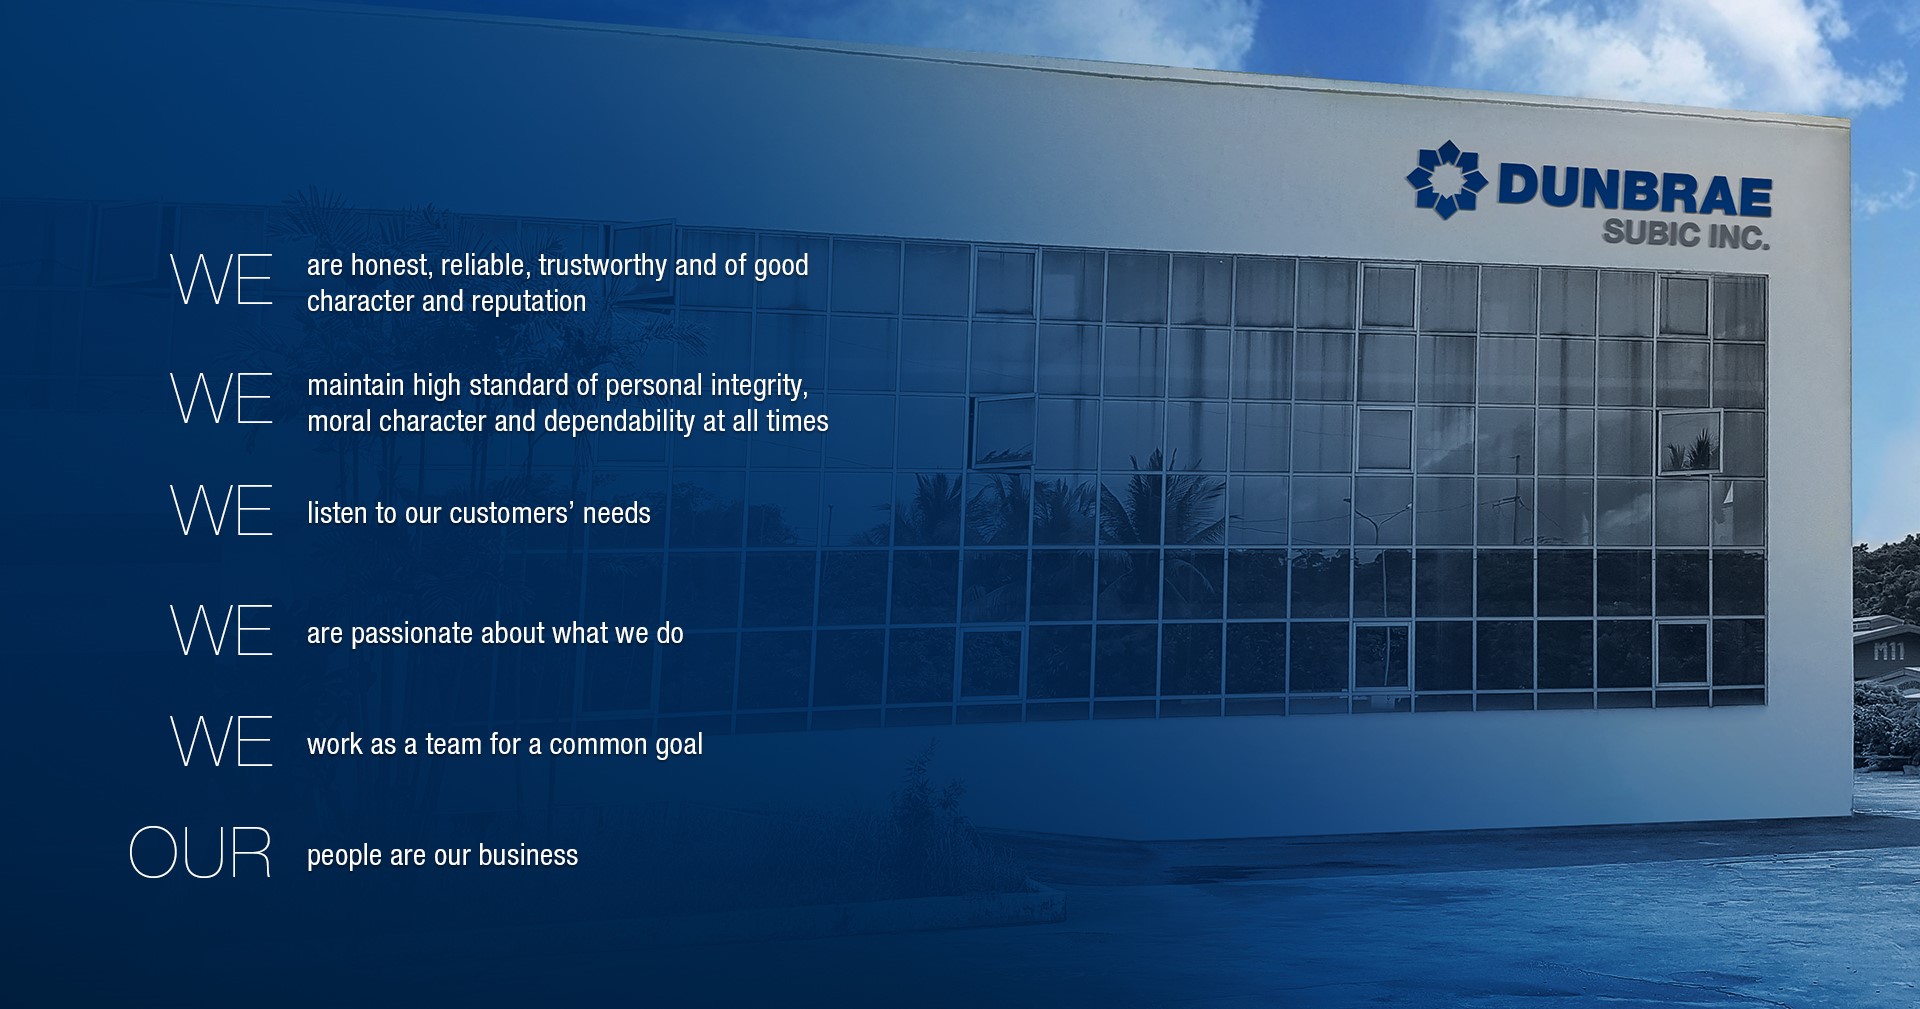 DUNBRAE
SUBIC INC.
WE are honest, reliable, trustworthy and of good
character and reputation
WE maintain high standard of personal integrity,
moral character and dependability at all times
WE listen to our customers’ needs
WE are passionate about what we do
WE work as a team for a common goal
OUR people are our business
M11